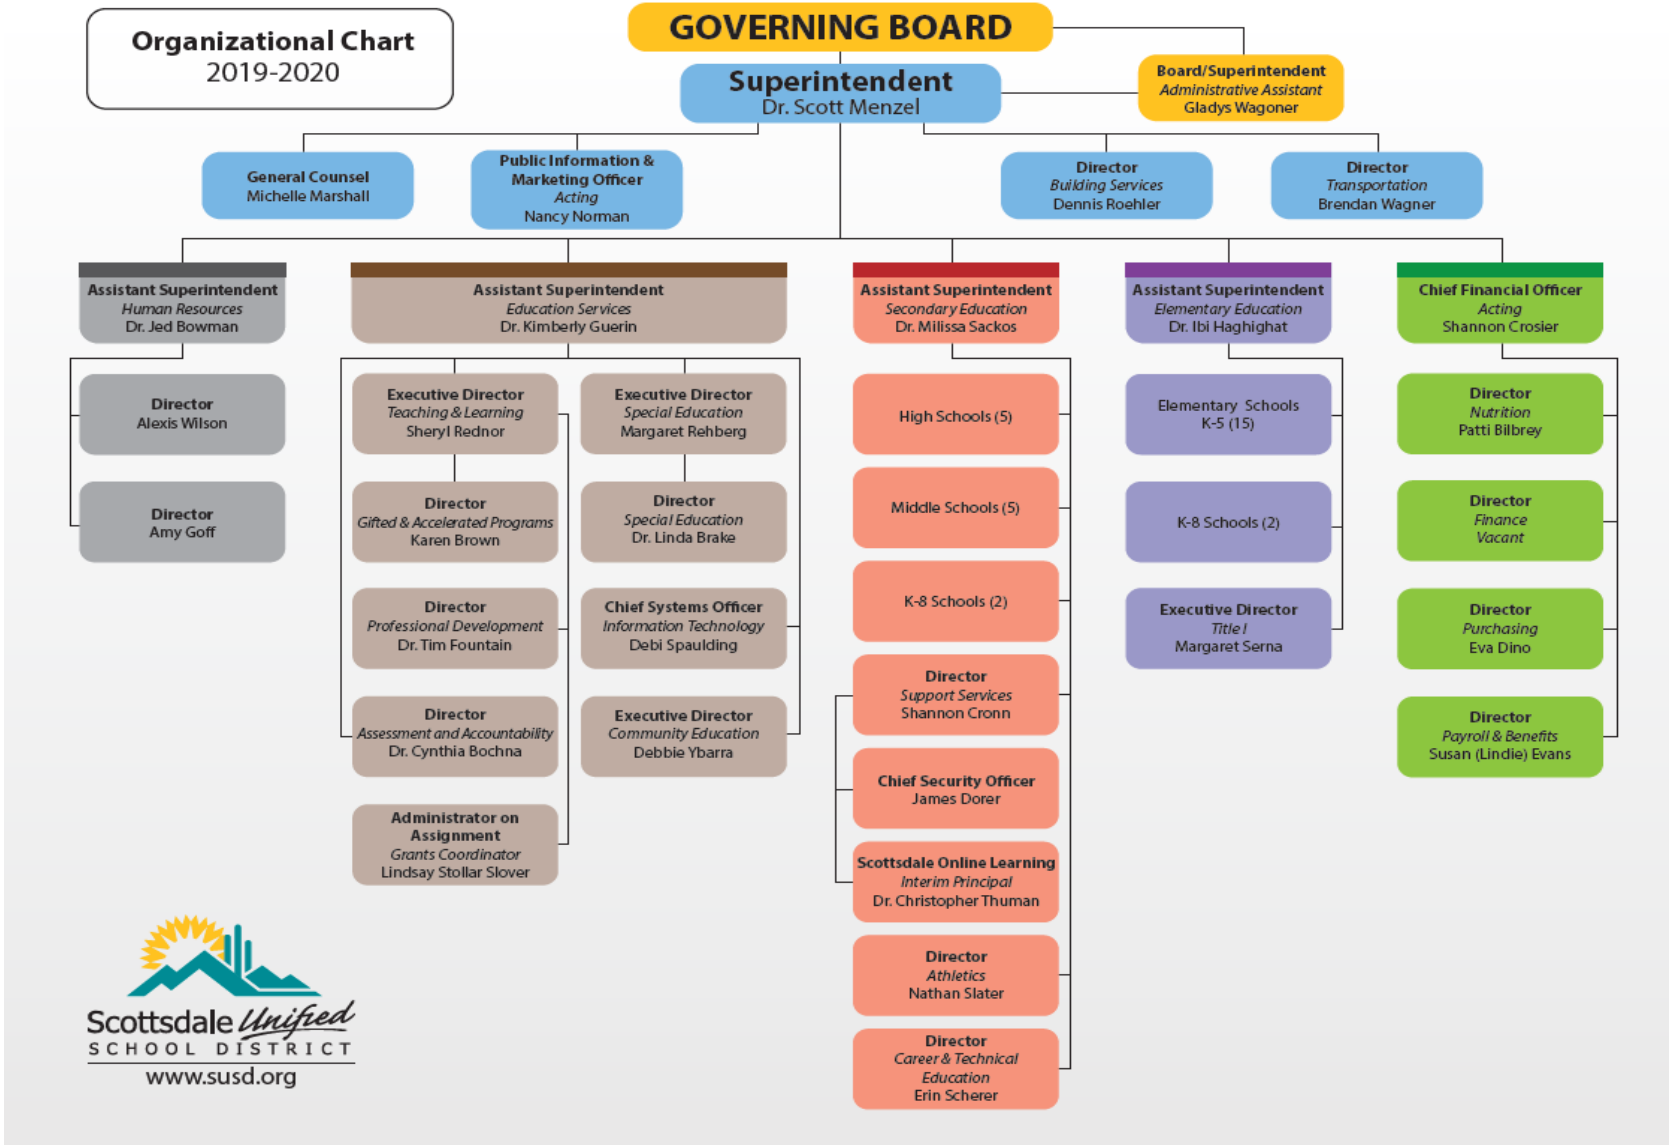 Organizational Chart
2019-2020
GOVERNING BOARD
Superintendent
Dr. Scott Menzel
Board/Superintendent
Administrative Assistant
Gladys Wagoner
General Counsel
Michelle Marshall
Public Information &
Marketing Officer
Acting
Nancy Norman
Director
Building Services
Dennis Roehler
Director
Transportation
Brendan Wagner
Assistant Superintendent
Human Resources
Dr. Jed Bowman
Director
Alexis Wilson
Director
Amy Goff
Assistant Superintendent
Education Services
Dr. Kimberly Guerin
Executive Director
Teaching & Learning
Sheryl Rednor
Director
Gifted & Accelerated Programs
Karen Brown
Director
Professional Development
Dr. Tim Fountain
Director
Assessment and Accountability
Dr. Cynthia Bochna
Administrator on
Assignment
Grants Coordinator
Lindsay Stollar Slover
Executive Director
Special Education
Margaret Rehberg
Director
Special Education
Dr. Linda Brake
Chief Systems Officer
Information Technology
Debi Spaulding
Executive Director
Community Education
Debbie Ybarra
Assistant Superintendent
Secondary Education
Dr. Milissa Sackos
High Schools (5)
Middle Schools (5)
K-8 Schools (2)
Director
Support Services
Shannon Cronn
Chief Security Officer
James Dorer
Scottsdale Online Learning
Interim Principal
Dr. Christopher Thuman
Director
Athletics
Nathan Slater
Director
Career & Technical
Education
Erin Scherer
Assistant Superintendent
Elementary Education
Dr. Ibi Haghighat
Elementary Schools
K-5 (15)
K-8 Schools (2)
Executive Director
Title I
Margaret Serna
Chief Financial Officer
Acting
Shannon Crosier
Director
Nutrition
Patti Bilbrey
Director
Finance
Vacant
Director
Purchasing
Eva Dino
Director
Payroll & Benefits
Susan (Lindie) Evans
Scottsdale Unified
SCHOOL DISTRICT
www.susd.org